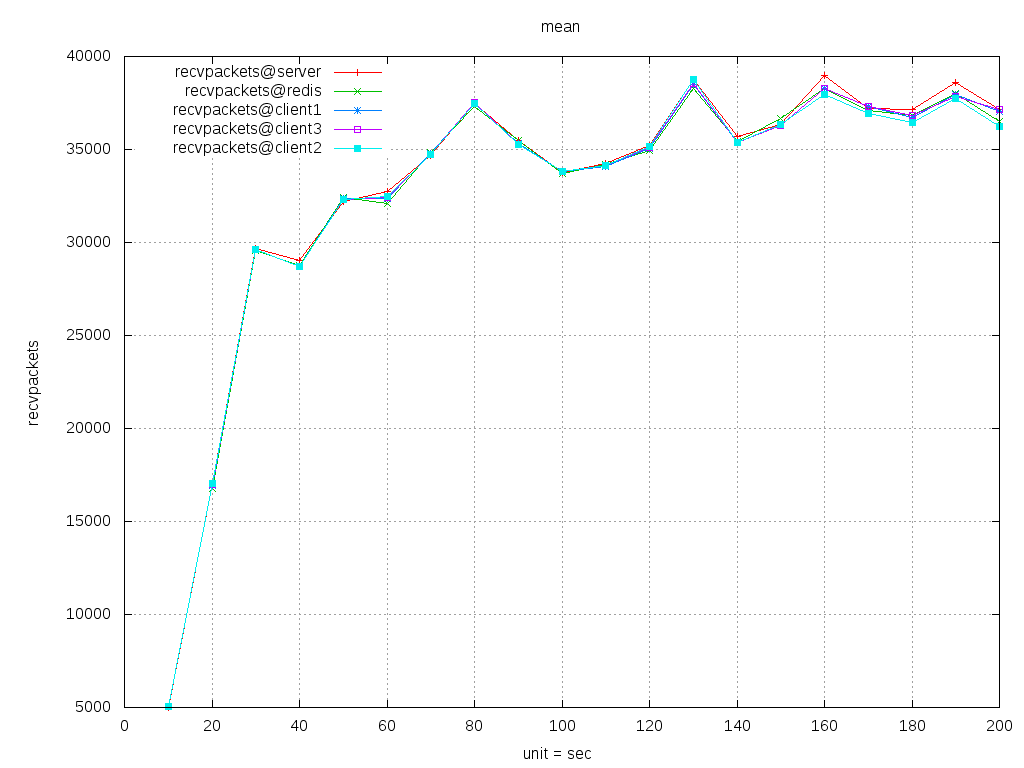 mean
40000
35000
30000
25000
20000
15000
10000
5000
recvpackets
recvpackets@server
recvpackets@redis
recvpackets@client1
recvpackets@client3
recvpackets@client2
0 20 40 60 80 100 120 140 160 180 200
unit = sec